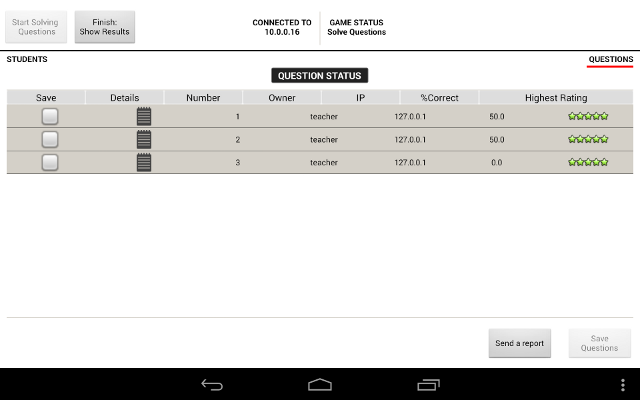 Start Solving
Questions
Finish:
Show Results
CONNECTED TO
10.0.0.16
GAME STATUS
Solve Questions
STUDENTS
QUESTIONS
QUESTION STATUS
Save Details Number Owner IP %Correct Highest Rating
1 teacher 127.0.0.1 50.0
2 teacher 127.0.0.1 50.0
3 teacher 127.0.0.1 0.0
Send a report
Save
Questions